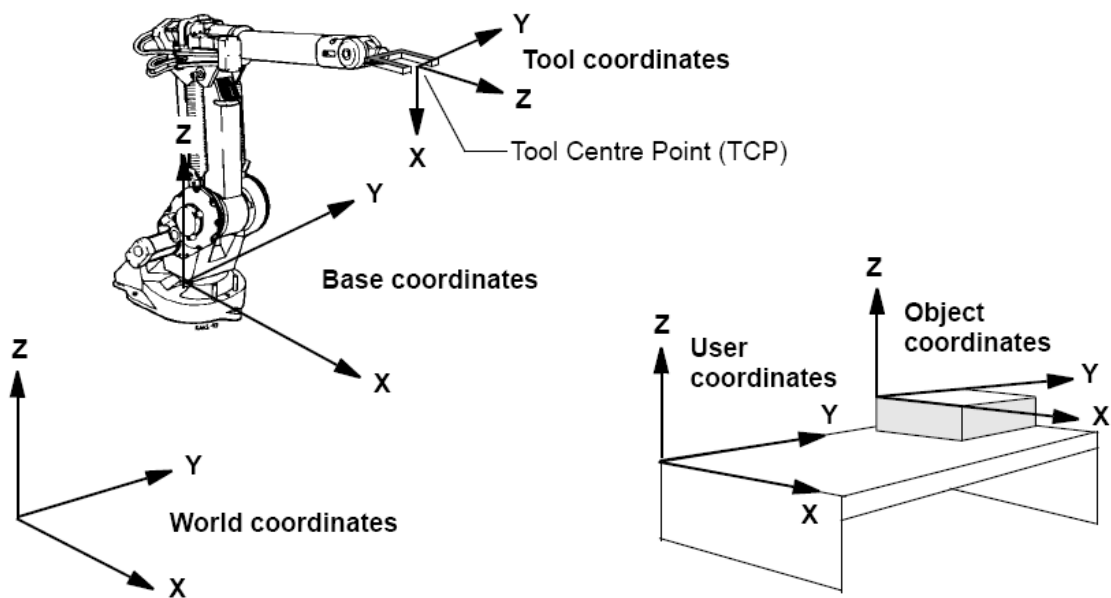 Y
Tool coordinates
Z
X
Tool Centre Point (TCP)
Z
Y
Base coordinates
X
Z
Y
World coordinates
X
Z
User
coordinates
Y
X
Z
Object
coordinates
Y
X